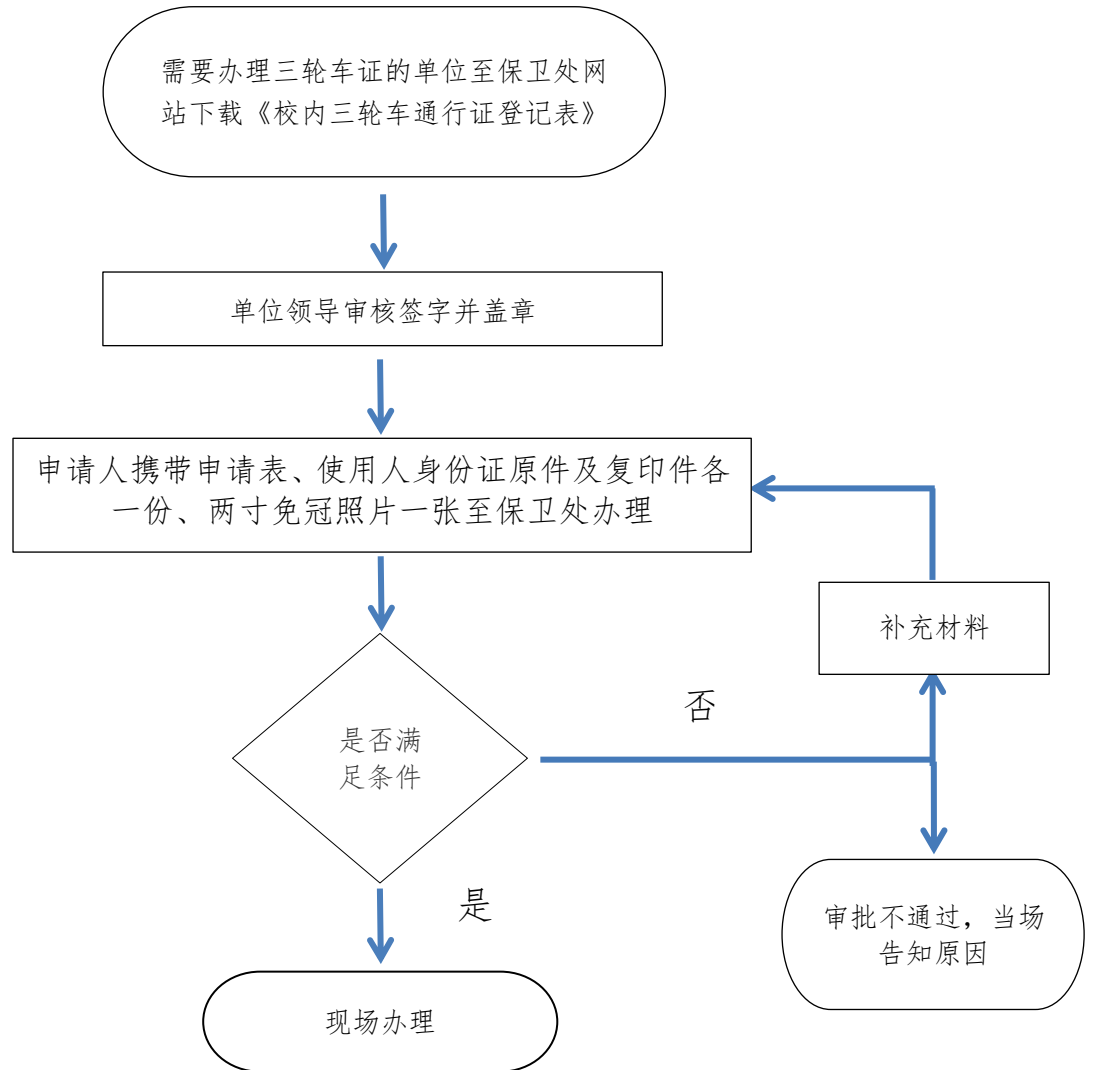 需要办理三轮车证的单位至保卫处网
站下载《校内三轮车通行证登记表》
单位领导审核签字并盖章
申请人携带申请表、使用人身份证原件及复印件各
一份、两寸免冠照片一张至保卫处办理
补充材料
否
是否满
足条件
是
审批不通过，当场
告知原因
现场办理